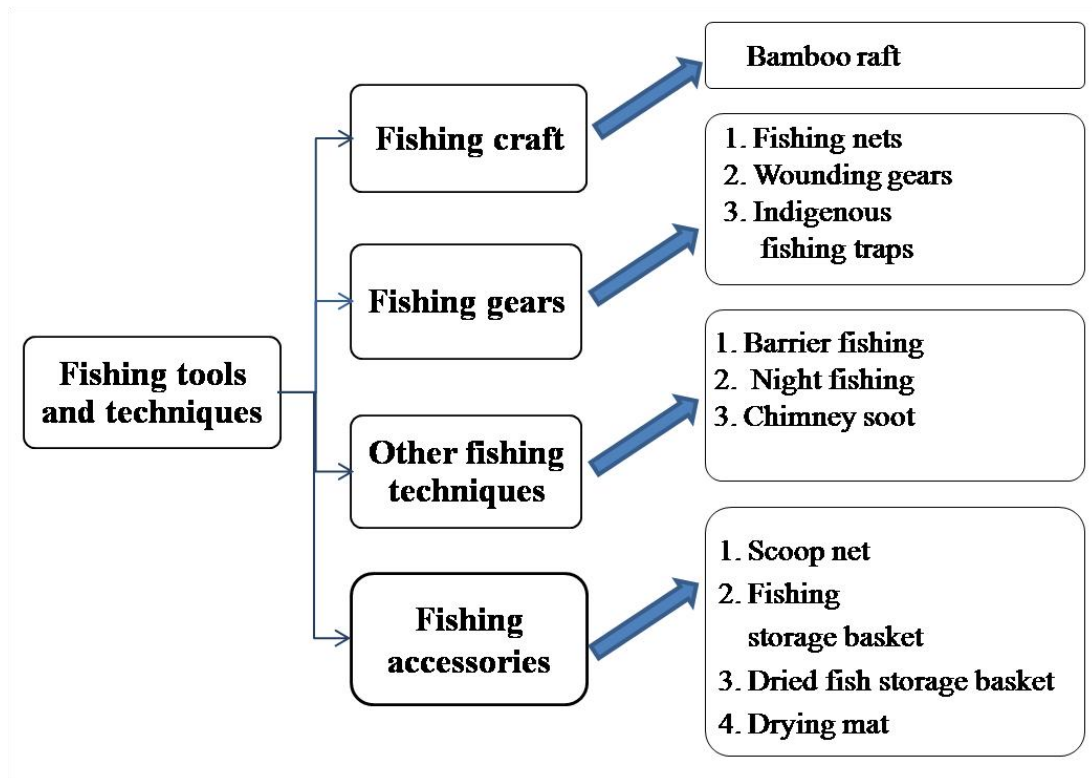 Fishing tools
and techniques
Fishing craft
Bamboo raft
Fishing gears
1. Fishing nets
2. Wounding gears
3. Indigenous
fishing traps
Other fishing
techniques
1. Barrier fishing
2. Night fishing
3. Chimney soot
Fishing
accessories
1. Scoop net
2. Fishing
storage basket
3. Dried fish storage basket
4. Drying mat